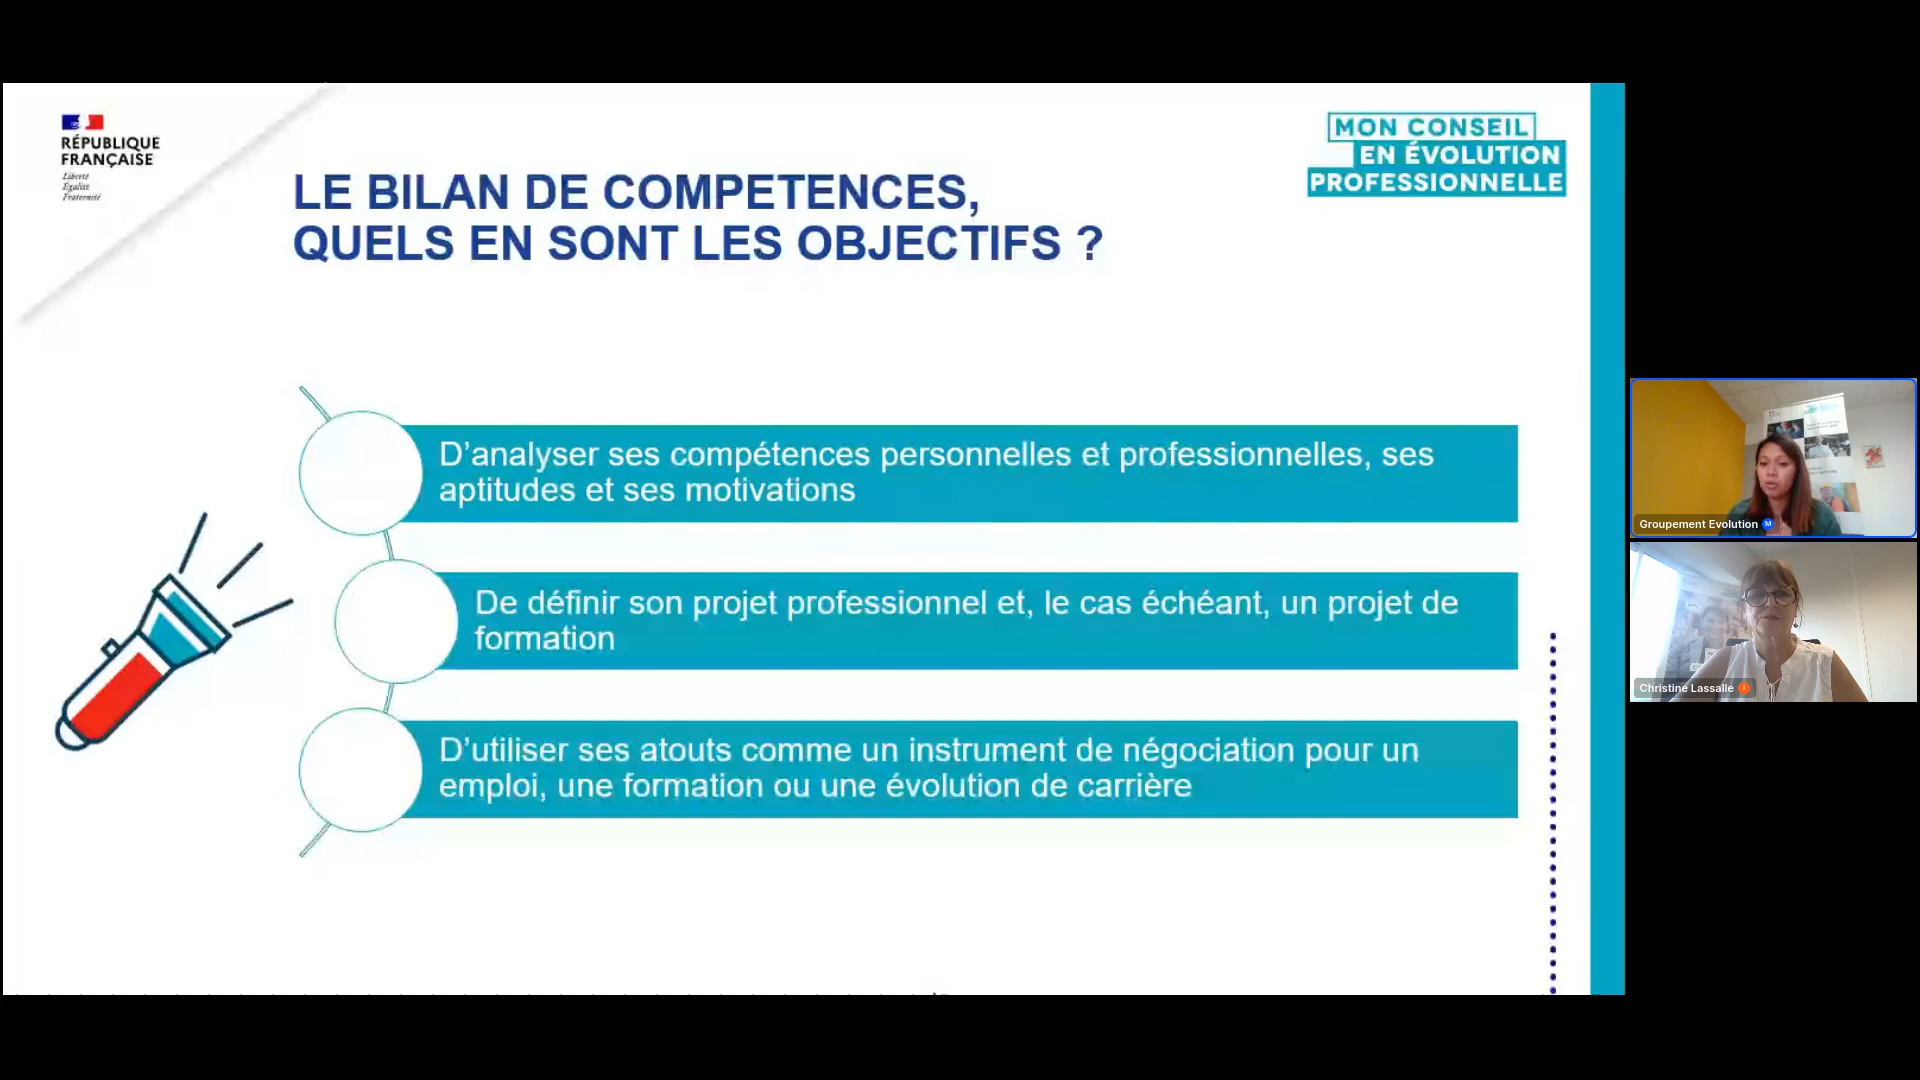 RÉPUBLIQUE
FRANÇAISE
Liberté
Égalité
Fraternité
MON CONSEIL
EN ÉVOLUTION
PROFESSIONNELLE
LE BILAN DE COMPETENCES,
QUELS EN SONT LES OBJECTIFS ?
D’analyser ses compétences personnelles et professionnelles, ses
aptitudes et ses motivations
De définir son projet professionnel et, le cas échéant, un projet de
formation
D’utiliser ses atouts comme un instrument de négociation pour un
emploi, une formation ou une évolution de carrière
Groupement Evolution M
Christine Lassalle